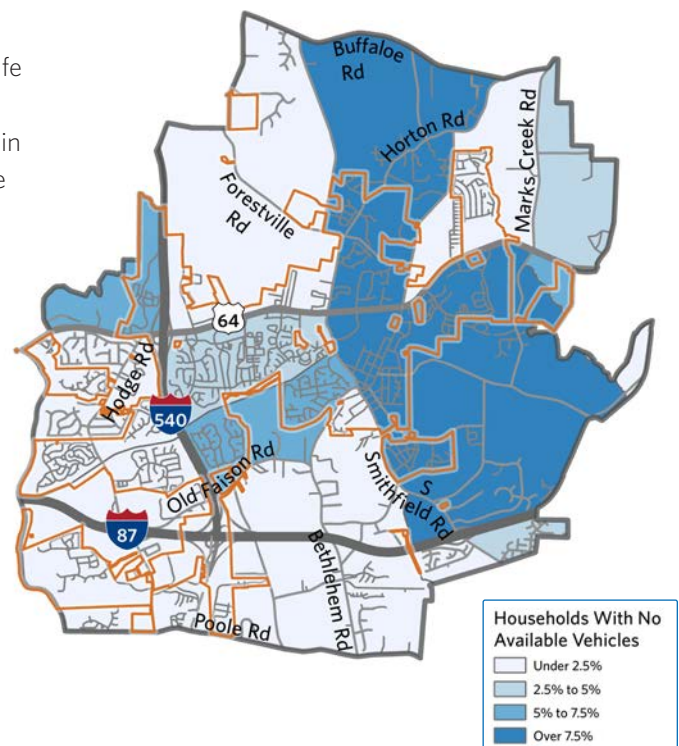 fe
in
e
Buffaloe
Rd
Horton Rd
Marks Creek Rd
Forestville
Rd
64
Hodge Rd
540
Old Faison Rd
S
Smithfield Rd
87
Bethlehem Rd
Poole Rd
Households With No
Available Vehicles
Under 2.5%
2.5% to 5%
5% to 7.5%
Over 7.5%